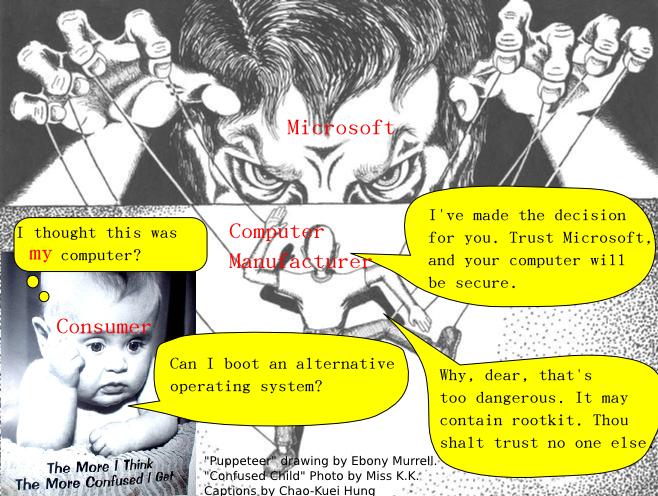 Microsoft
I've made the decision
for you. Trust Microsoft,
and your computer will
be secure.
I thought this was
my computer?
Computer
Manufacturer
Consumer
Can I boot an alternative
operating system?
Why, dear, that's
too dangerous. It may
contain rootkit. Thou
shalt trust no one else.
The More I Think
The More Confused I Get
"Puppeteer" drawing by Ebony Murrell.
"Confused Child" Photo by Miss K.K.
Captions by Chao-Kuei Hung